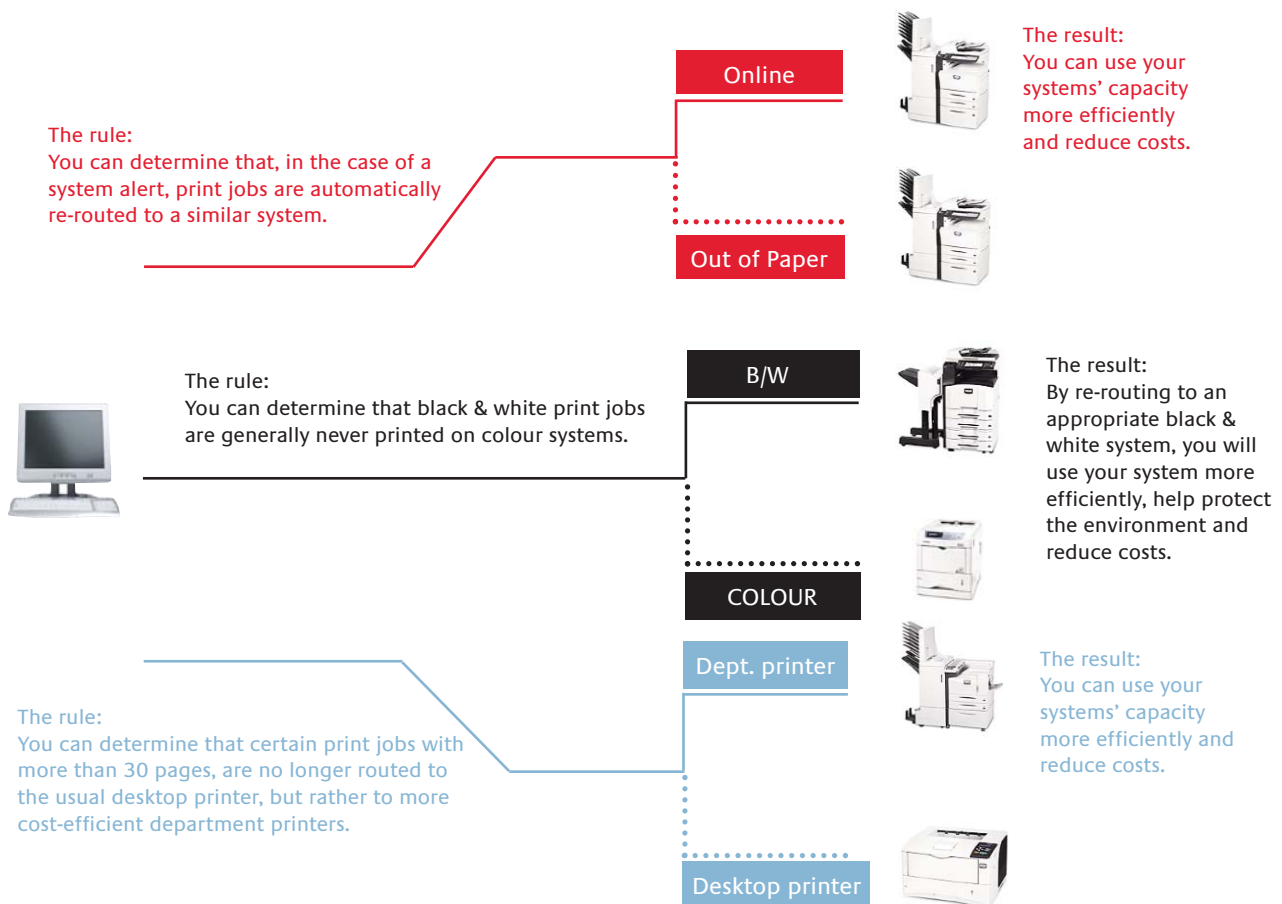 Online
The result:
You can use your
systems’ capacity
more efficiently
and reduce costs.
The rule:
You can determine that, in the case of a
system alert, print jobs are automatically
re-routed to a similar system.
Out of Paper
B/W
The result:
By re-routing to an
appropriate black &
white system, you will
use your system more
efficiently, help protect
the environment and
reduce costs.
The rule:
You can determine that black & white print jobs
are generally never printed on colour systems.
COLOUR
Dept. printer
The result:
You can use your
systems’ capacity
more efficiently and
reduce costs.
The rule:
You can determine that certain print jobs with
more than 30 pages, are no longer routed to
the usual desktop printer, but rather to more
cost-efficient department printers.
Desktop printer